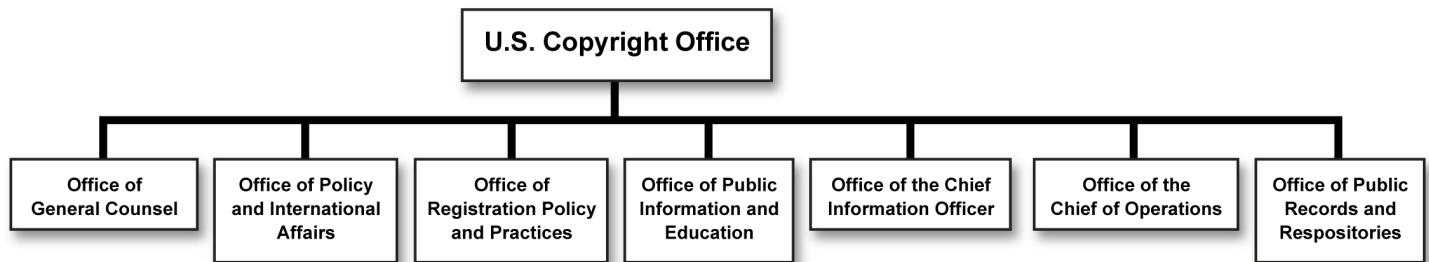 U.S. Copyright Office
Office of
General Counsel
Office of Policy
and International
Affairs
Office of
Registration Policy
and Practices
Office of Public
Information and
Education
Office of the Chief
Information Officer
Office of the
Chief of Operations
Office of Public
Records and
Respositories